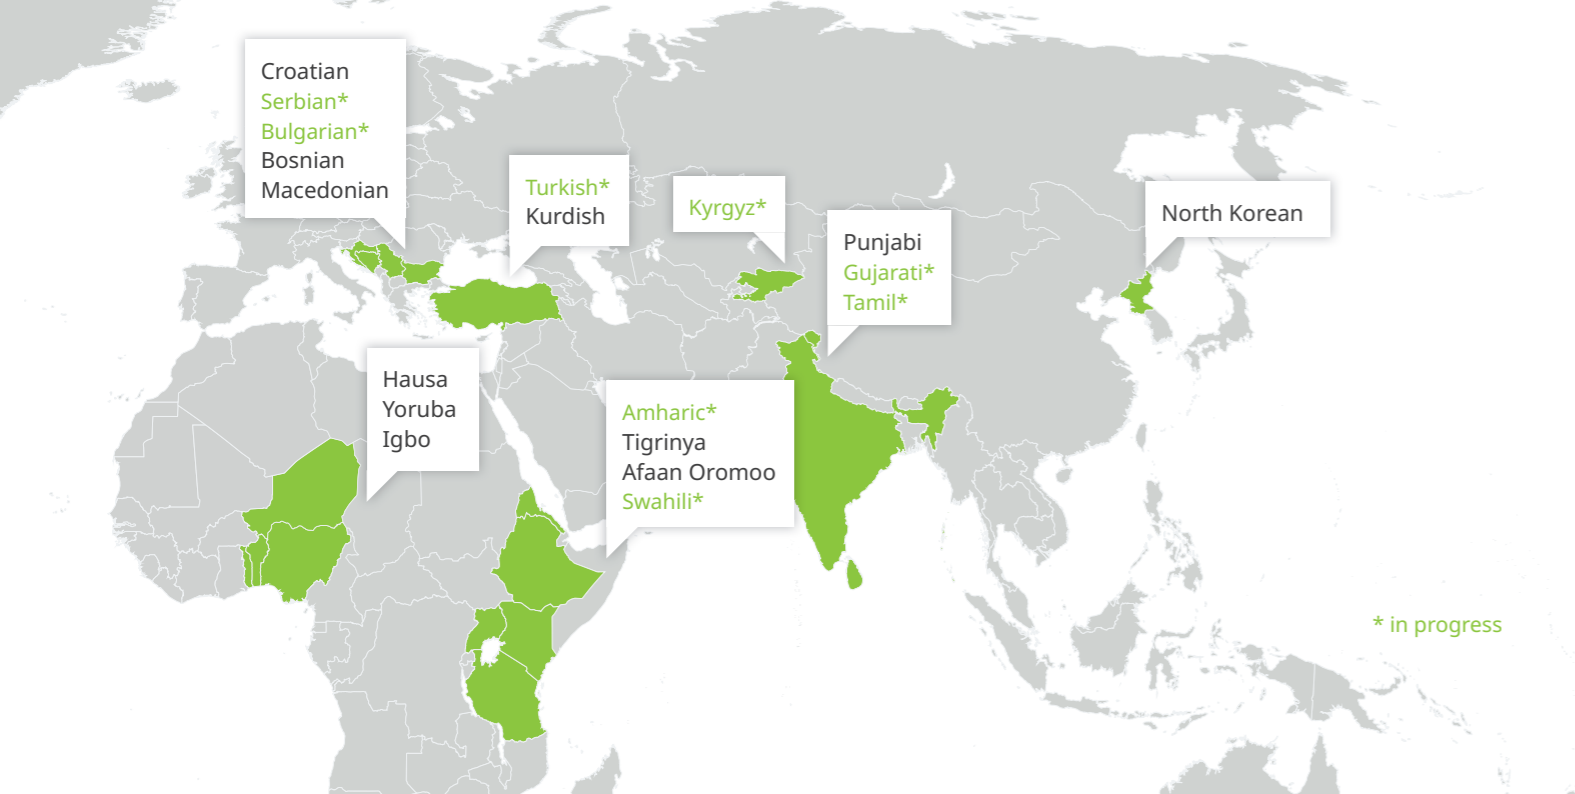 Croatian
Serbian*
Bulgarian*
Bosnian
Macedonian
Turkish*
Kurdish
Kyrgyz*
North Korean
Punjabi
Gujarati*
Tamil*
Hausa
Yoruba
Igbo
Amharic*
Tigrinya
Afaan Oromoo
Swahili*
* in progress